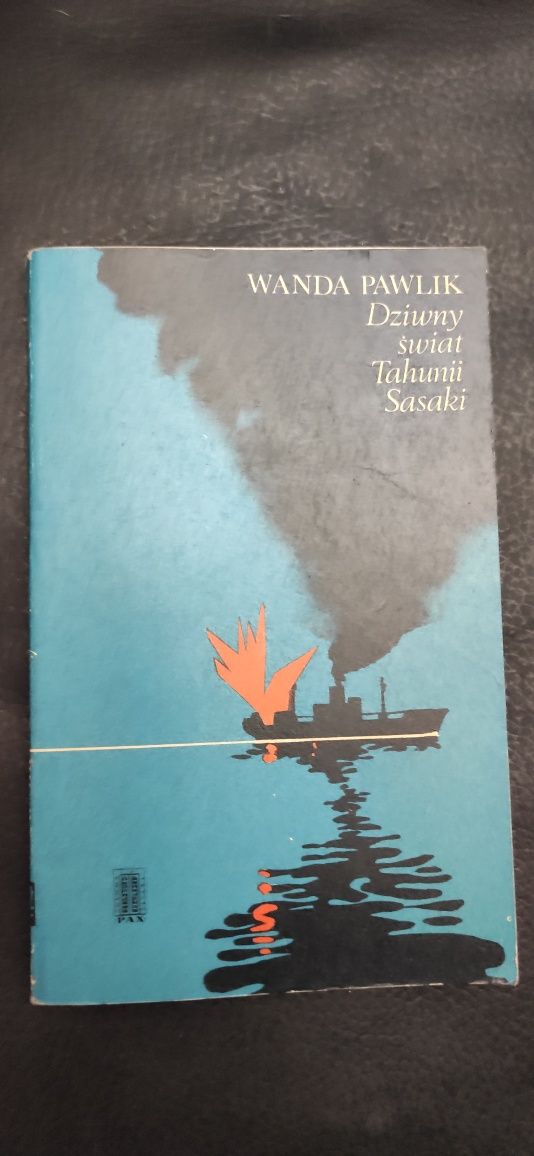 WANDA PAWLIK
Dziwny
świat
Tahunii
Sasaki
PAX